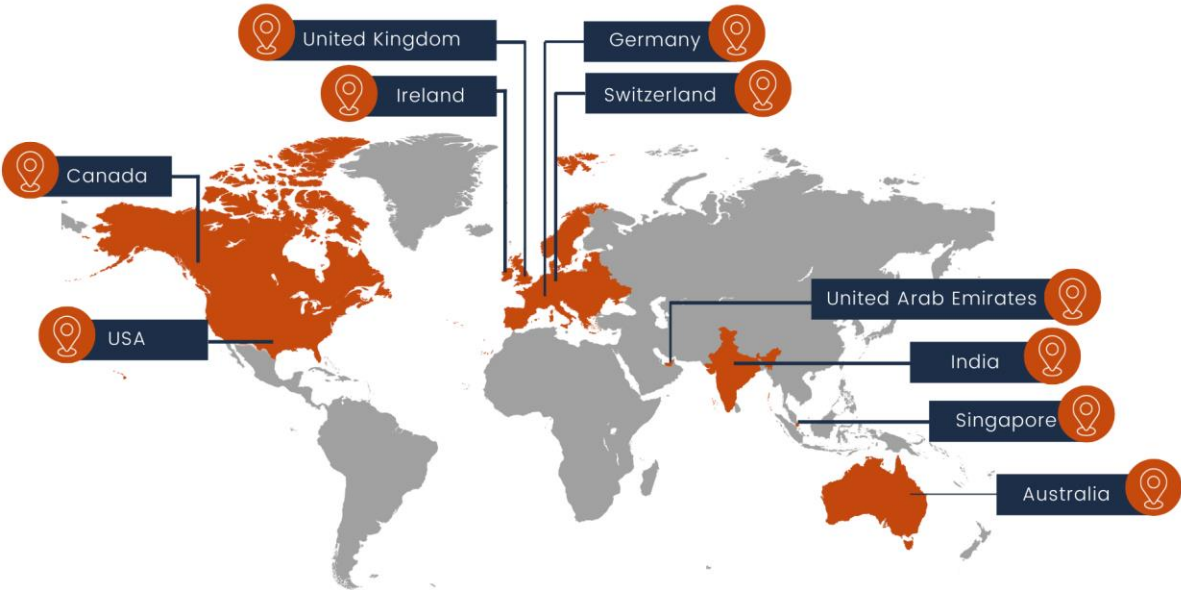 United Kingdom
Germany
Ireland
Switzerland
Canada
United Arab Emirates
USA
India
Singapore
Australia